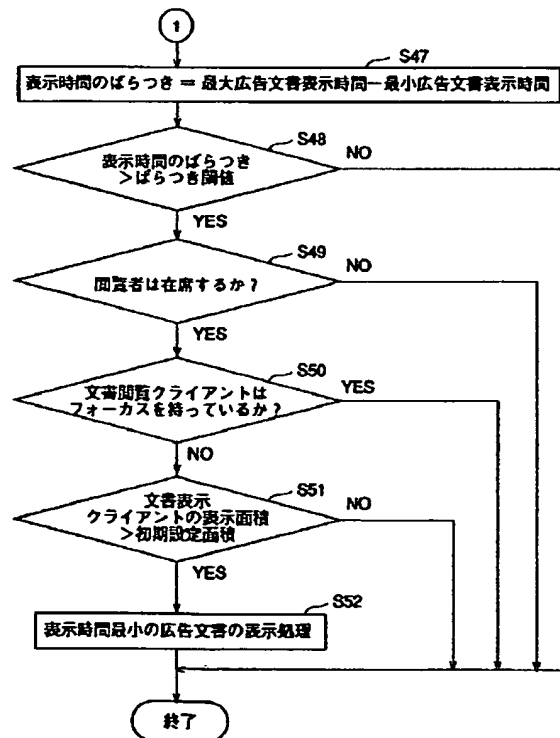 1
S47
表示時間のばらつき = 最大広告文書表示時間−最小広告文書表示時間
S48
表示時間のばらつき
>ばらつき閾値
NO
YES
S49
閲覧者は在席するか?
NO
YES
S50
文書閲覧クライアントは
フォーカスを持っているか?
YES
NO
S51
文書表示
クライアントの表示面積
>初期設定面積
NO
YES
S52
表示時間最小の広告文書の表示処理
終了